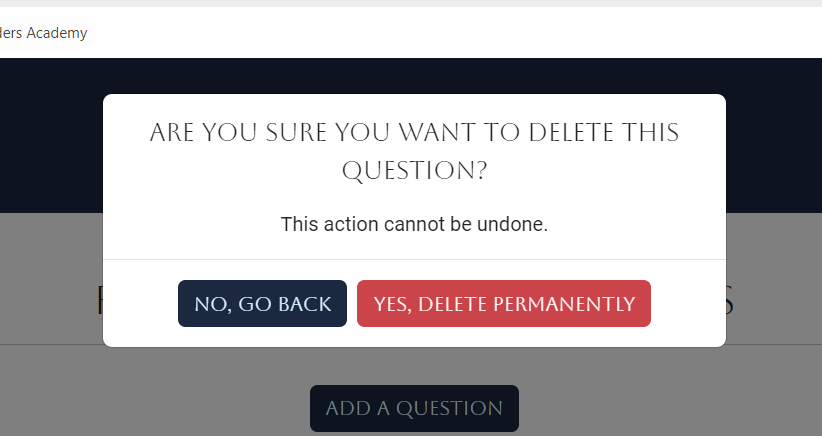 Academy
ARE YOU SURE YOU WANT TO DELETE THIS
QUESTION?
This action cannot be undone.
NO, GO BACK
YES, DELETE PERMANENTLY
ADD A QUESTION